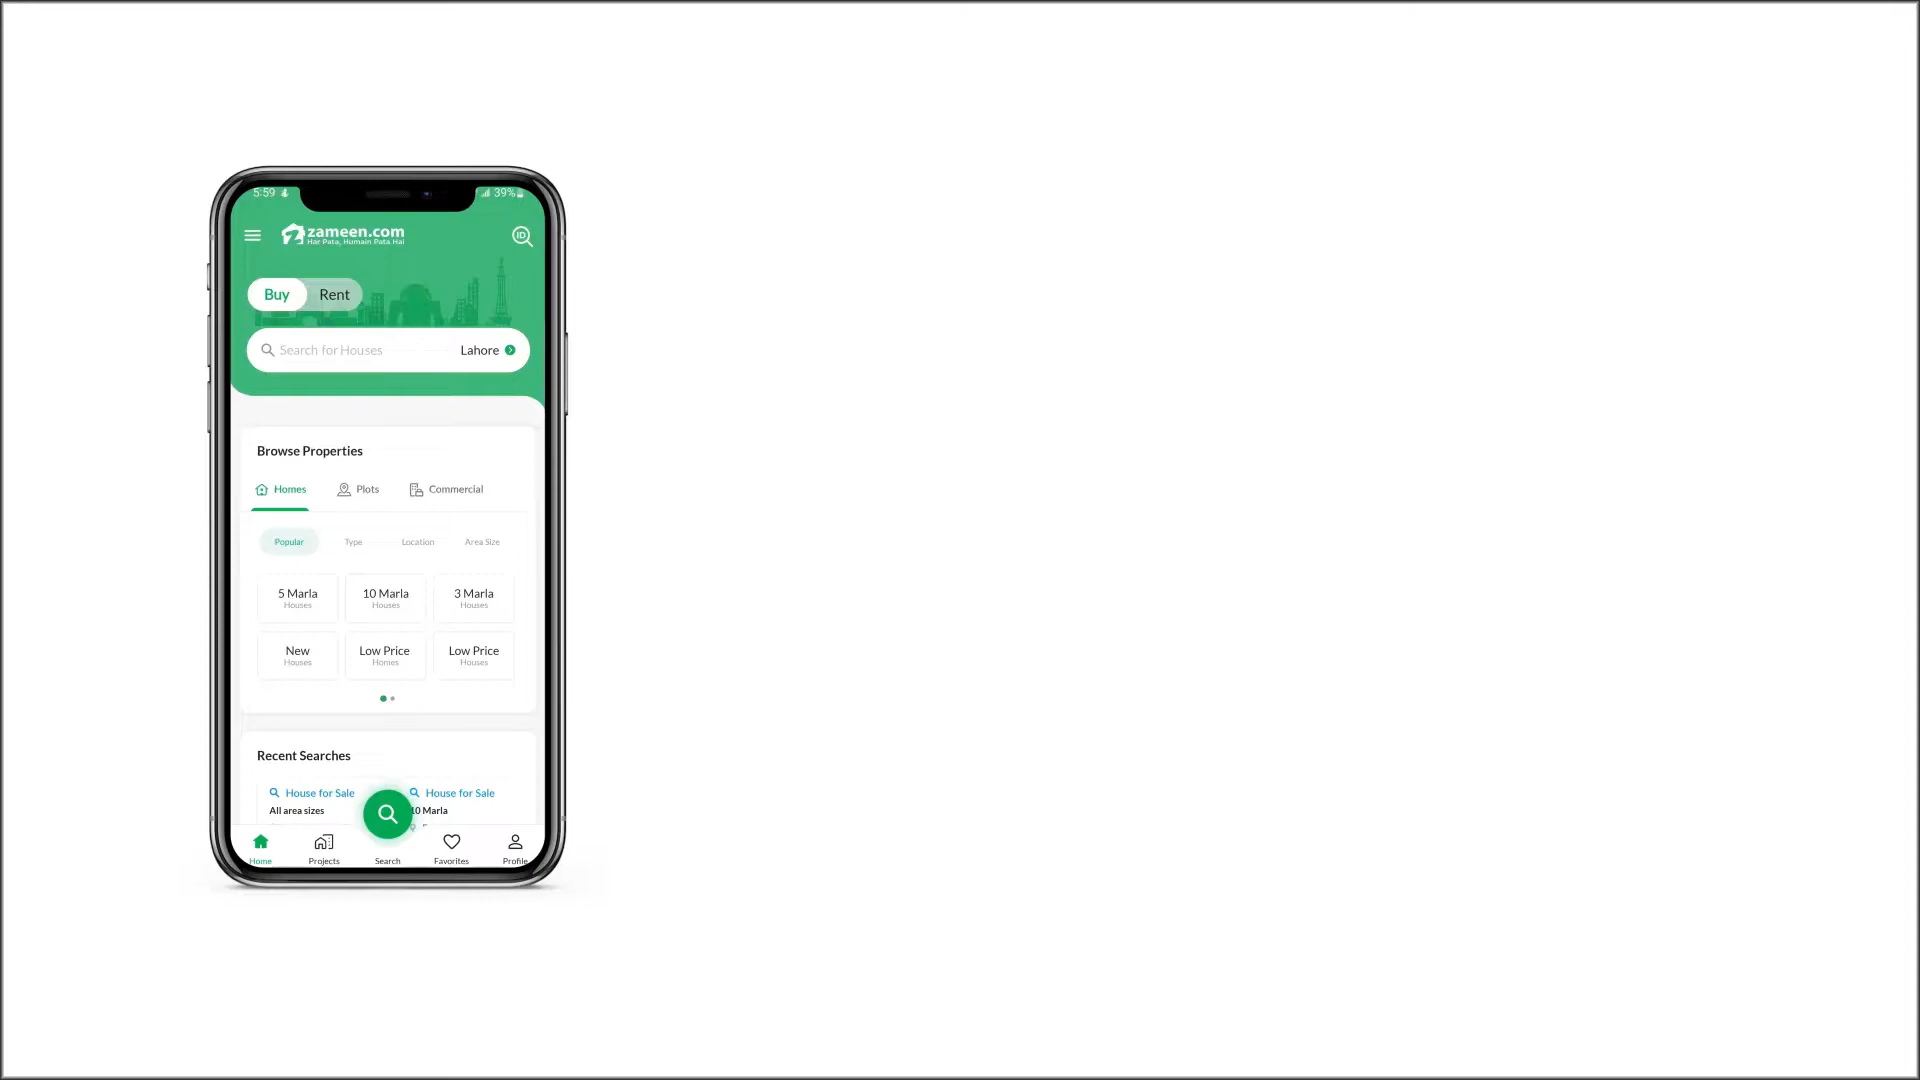 5:59 39%
zameen.com
Har Pata, Humain Pata Hai
ID
Buy Rent
Search for Houses Lahore
Browse Properties
Homes Plots Commercial
Popular Type Location Area Size
5 Marla 10 Marla 3 Marla
Houses Houses Houses
New Low Price Low Price
Houses Homes Houses
Recent Searches
House for Sale House for Sale
All area sizes 10 Marla
Home Projects Search Favorites Profile